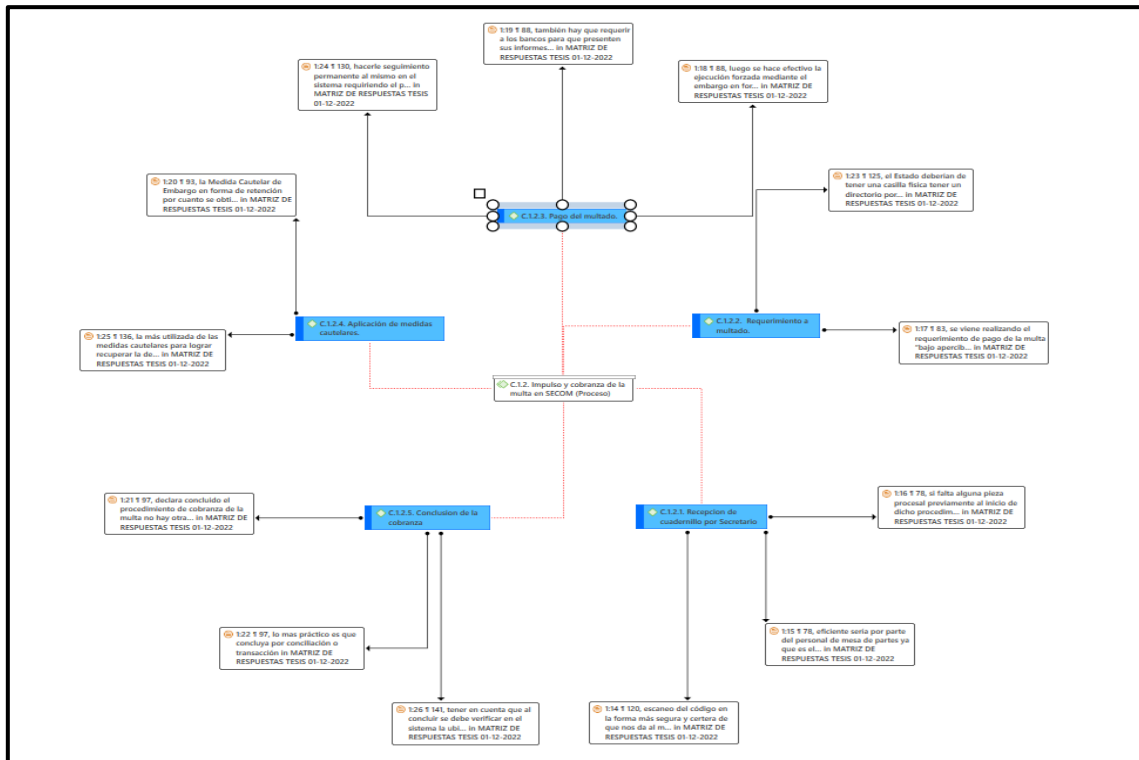 1:19 ¶ 88, también hay que requerir
a los bancos para que presenten
sus informes... in MATRIZ DE
RESPUESTAS TESIS 01-12-2022
1:24 ¶ 130, hacerle seguimiento
permanente al mismo en el
sistema requiriendo el p... in
MATRIZ DE RESPUESTAS TESIS
01-12-2022
1:18 ¶ 88, luego se hace efectivo la
ejecución forzada mediante el
embargo en for... in MATRIZ DE
RESPUESTAS TESIS 01-12-2022
1:20 ¶ 93, la Medida Cautelar de
Embargo en forma de retención
por cuanto se obti... in MATRIZ DE
RESPUESTAS TESIS 01-12-2022
1:23 ¶ 125, el Estado deberían de
tener una casilla física tener un
directorio por... in MATRIZ DE
RESPUESTAS TESIS 01-12-2022
C.1.2.3. Pago del multado.
C.1.2.4. Aplicación de medidas
cautelares.
C.1.2.2. Requerimiento a
multado.
1:25 ¶ 136, la más utilizada de las
medidas cautelares para lograr
recuperar la de... in MATRIZ DE
RESPUESTAS TESIS 01-12-2022
1:17 ¶ 83, se viene realizando el
requerimiento de pago de la multa
"bajo apercib... in MATRIZ DE
RESPUESTAS TESIS 01-12-2022
C.1.2. Impulso y cobranza de la
multa en SECOM (Proceso)
1:21 ¶ 97, declara concluido el
procedimiento de cobranza de la
multa no hay otra... in MATRIZ DE
RESPUESTAS TESIS 01-12-2022
C.1.2.5. Conclusion de la
cobranza
C.1.2.1. Recepcion de
cuadernillo por Secretario
1:16 ¶ 78, si falta alguna pieza
procesal previamente al inicio de
dicho procedim... in MATRIZ DE
RESPUESTAS TESIS 01-12-2022
1:22 ¶ 97, lo mas práctico es que
concluya por conciliación o
transacción in MATRIZ DE
RESPUESTAS TESIS 01-12-2022
1:15 ¶ 78, eficiente seria por parte
del personal de mesa de partes ya
que es el... in MATRIZ DE
RESPUESTAS TESIS 01-12-2022
1:26 ¶ 141, tener en cuenta que al
concluir se debe verificar en el
sistema la ubi... in MATRIZ DE
RESPUESTAS TESIS 01-12-2022
1:14 ¶ 120, escaneo del código en
la forma más segura y certera de
que nos da al m... in MATRIZ DE
RESPUESTAS TESIS 01-12-2022